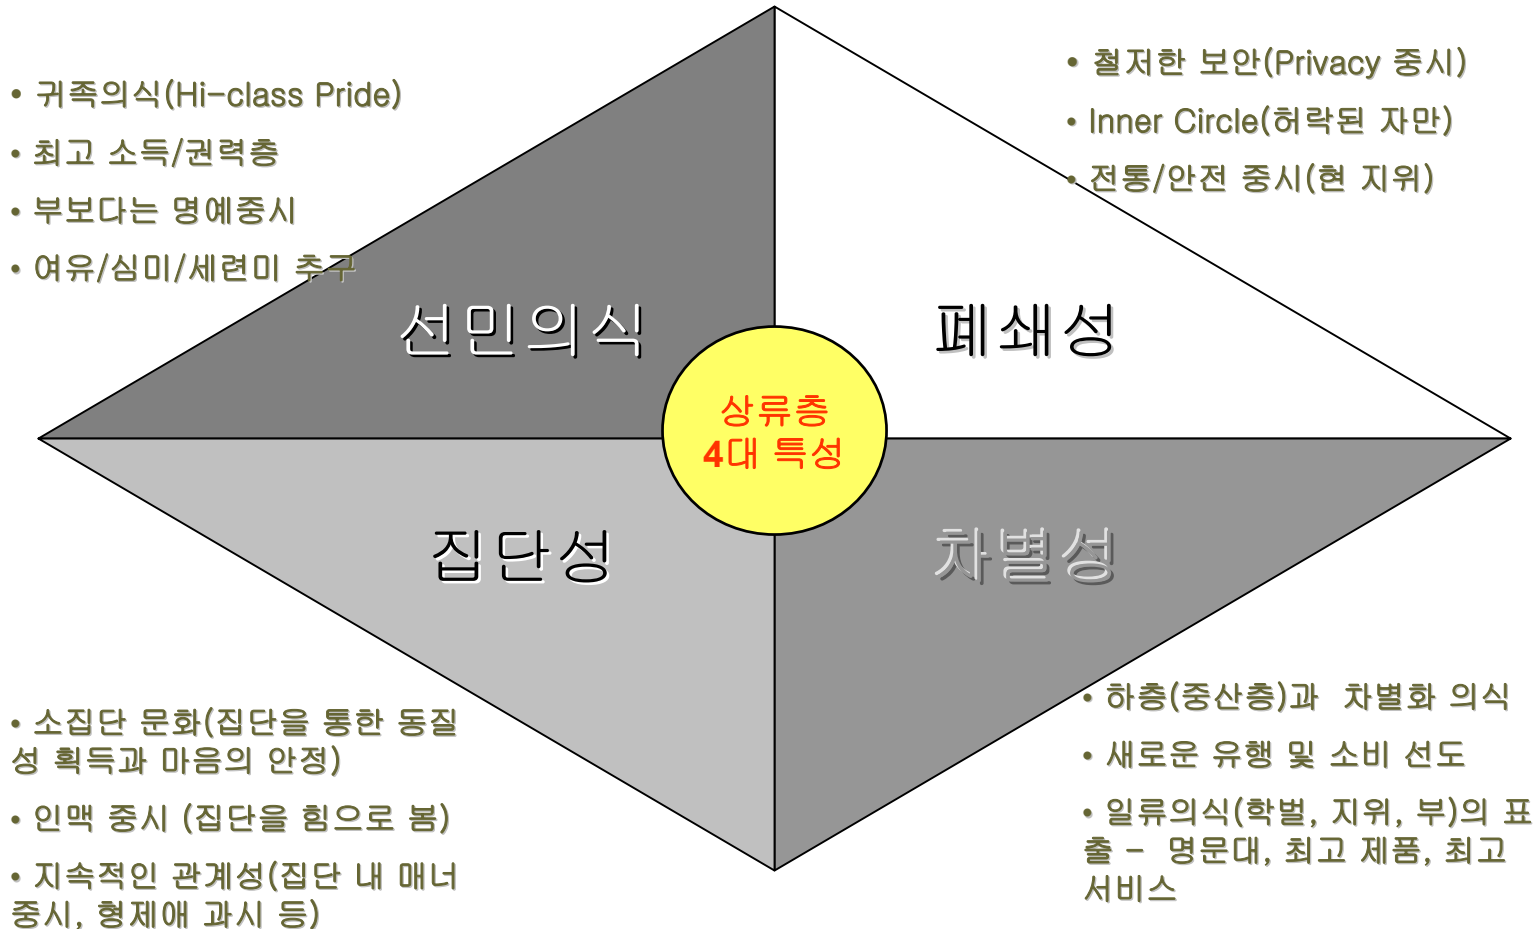 • 귀족의식(Hi-class Pride)
• 최고 소득/권력층
• 부보다는 명예중시
• 여유/심미/세련미 추구
• 철저한 보안(Privacy 중시)
• Inner Circle(허락된 자만)
• 전통/안전 중시(현 지위)
선민의식
폐쇄성
상류층
4대 특성
집단성
차별성
• 소집단 문화(집단을 통한 동질
성 획득과 마음의 안정)
• 인맥 중시 (집단을 힘으로 봄)
• 지속적인 관계성(집단 내 매너
중시, 형제애 과시 등)
• 하층(중산층)과 차별화 의식
• 새로운 유행 및 소비 선도
• 일류의식(학벌, 지위, 부)의 표
출 - 명문대, 최고 제품, 최고
서비스